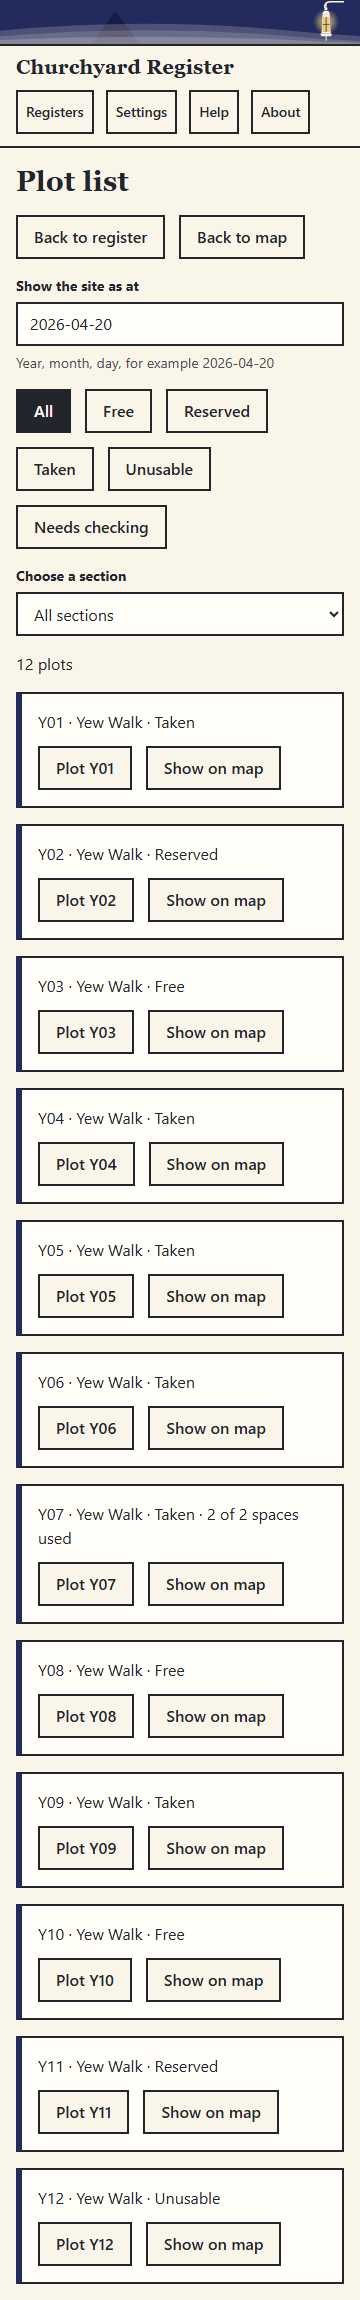 Churchyard Register
Registers Settings Help About
Plot list
Back to register Back to map
Show the site as at
2026-04-20
Year, month, day, for example 2026-04-20
All Free Reserved
Taken Unusable
Needs checking
Choose a section
All sections
12 plots
Y01 · Yew Walk · Taken
Plot Y01 Show on map
Y02 · Yew Walk · Reserved
Plot Y02 Show on map
Y03 · Yew Walk · Free
Plot Y03 Show on map
Y04 · Yew Walk · Taken
Plot Y04 Show on map
Y05 · Yew Walk · Taken
Plot Y05 Show on map
Y06 · Yew Walk · Taken
Plot Y06 Show on map
Y07 · Yew Walk · Taken · 2 of 2 spaces
used
Plot Y07 Show on map
Y08 · Yew Walk · Free
Plot Y08 Show on map
Y09 · Yew Walk · Taken
Plot Y09 Show on map
Y10 · Yew Walk · Free
Plot Y10 Show on map
Y11 · Yew Walk · Reserved
Plot Y11 Show on map
Y12 · Yew Walk · Unusable
Plot Y12 Show on map